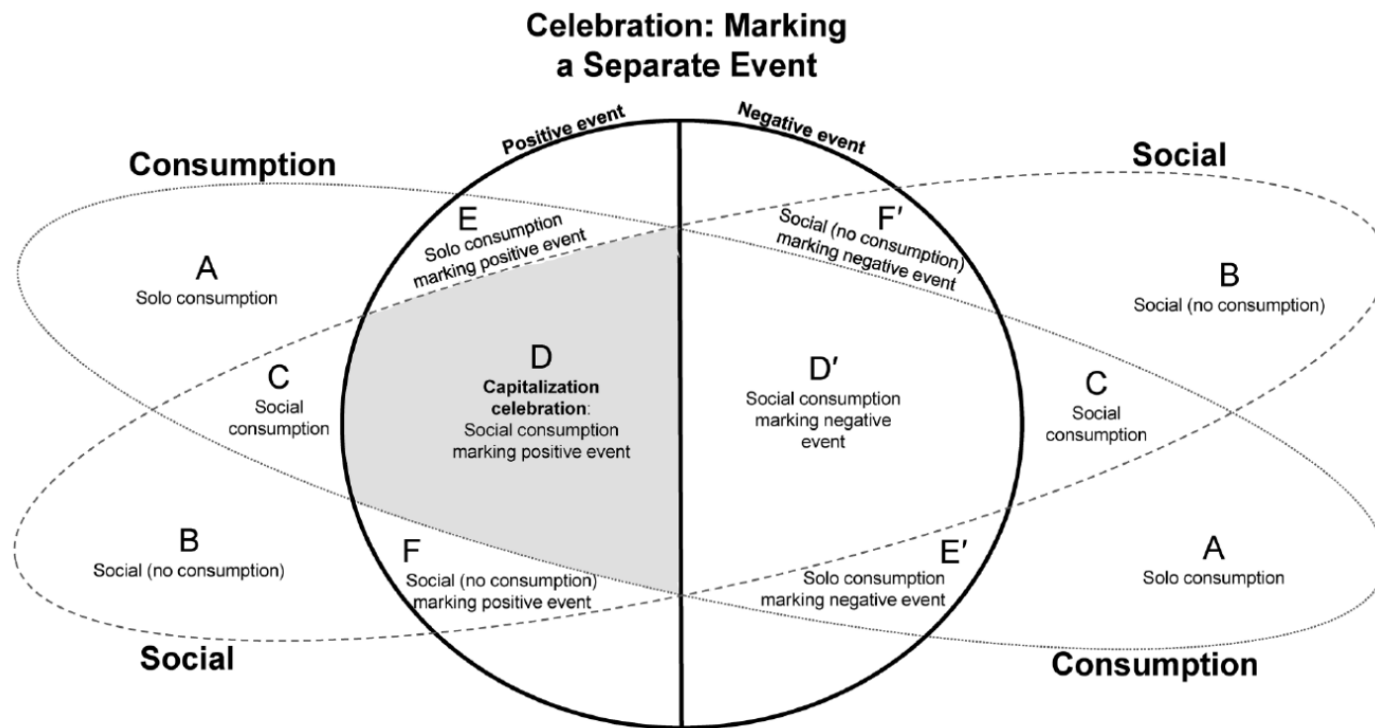 Celebration: Marking
a Separate Event
Positive event
Negative event
Consumption
Social
E
Solo consumption
marking positive event
F′
Social (no consumption)
marking negative event
A
Solo consumption
B
Social (no consumption)
C
Social
consumption
D
Capitalization
celebration:
Social consumption
marking positive event
D′
Social consumption
marking negative
event
C
Social
consumption
B
Social (no consumption)
F
Social (no consumption)
marking positive event
E′
Solo consumption
marking negative event
A
Solo consumption
Social
Consumption